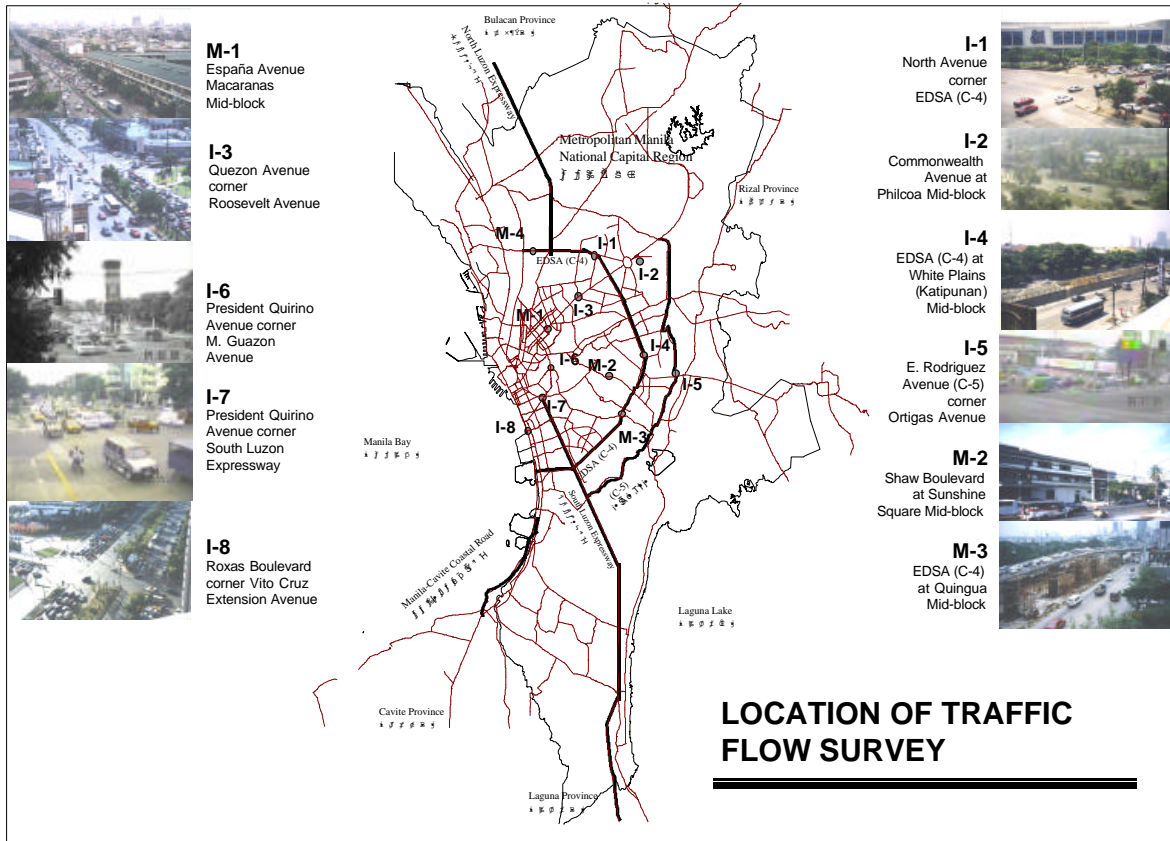 M-1
España Avenue
Macaranas
Mid-block
I-3
Quezon Avenue
corner
Roosevelt Avenue
I-6
President Quirino
Avenue corner
M. Guazon
Avenue
I-7
President Quirino
Avenue corner
South Luzon
Expressway
I-8
Roxas Boulevard
corner Vito Cruz
Extension Avenue
Bulacan Province
North Luzon Expressway
Metropolitan Manila
National Capital Region
Rizal Province
M-4
EDSA (C-4)
I-1
I-2
I-3
M-1
I-4
I-6
M-2
I-5
I-7
I-8
M-3
Manila Bay
EDSA (C-4)
(C-5)
South Luzon Expressway
Manila-Cavite Coastal Road
Laguna Lake
Cavite Province
Laguna Province
I-1
North Avenue
corner
EDSA (C-4)
I-2
Commonwealth
Avenue at
Philcoa Mid-block
I-4
EDSA (C-4) at
White Plains
(Katipunan)
Mid-block
I-5
E. Rodriguez
Avenue (C-5)
corner
Ortigas Avenue
M-2
Shaw Boulevard
at Sunshine
Square Mid-block
M-3
EDSA (C-4)
at Quingua
Mid-block
LOCATION OF TRAFFIC
FLOW SURVEY